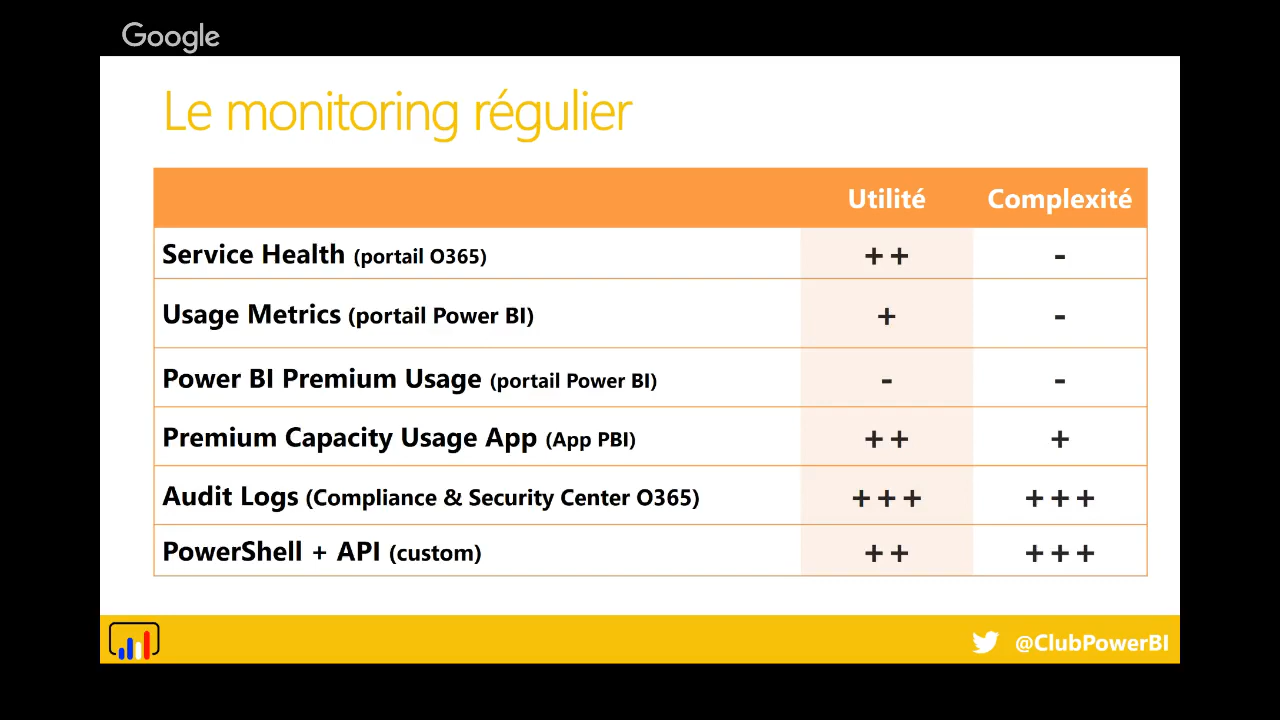 Google
Le monitoring régulier
Utilité Complexité
Service Health (portail O365) ++ -
Usage Metrics (portail Power BI) + -
Power BI Premium Usage (portail Power BI) - -
Premium Capacity Usage App (App PBI) ++ +
Audit Logs (Compliance & Security Center O365) +++ +++
PowerShell + API (custom) ++ +++
@ClubPowerBI